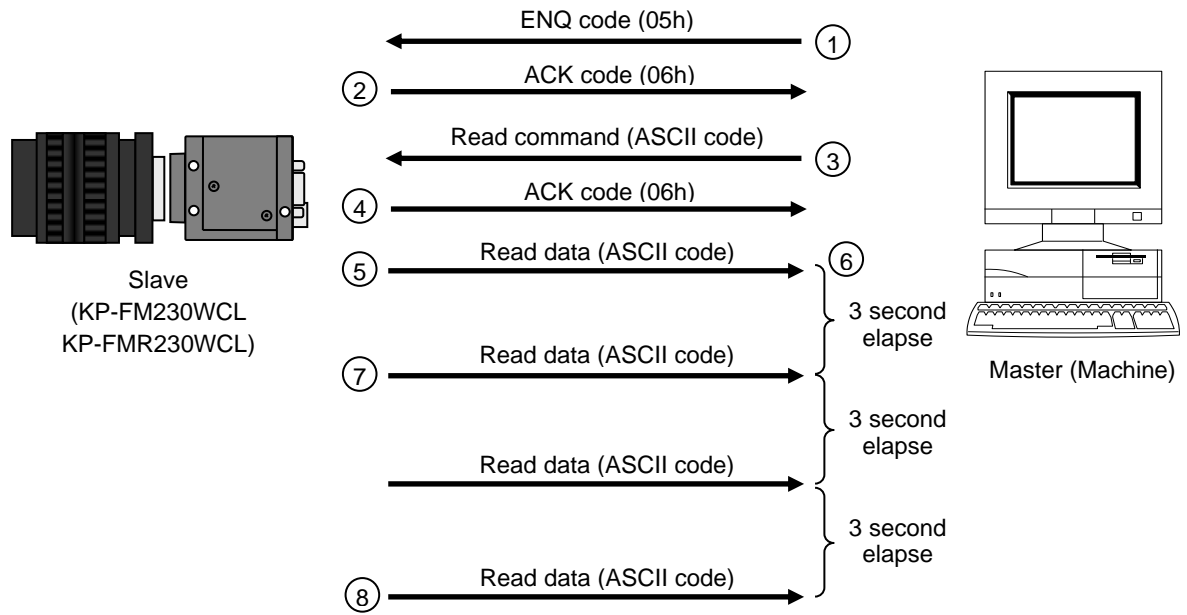 ENQ code (05h)
1
ACK code (06h)
2
Read command (ASCII code)
3
ACK code (06h)
4
Read data (ASCII code)
5
6
Slave
(KP-FM230WCL
KP-FMR230WCL)
3 second
elapse
Read data (ASCII code)
7
Master (Machine)
3 second
elapse
Read data (ASCII code)
3 second
elapse
Read data (ASCII code)
8